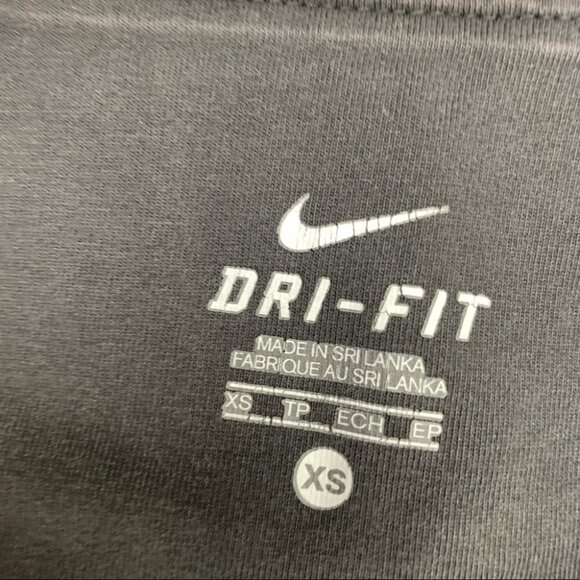 DRI-FIT
MADE IN SRI LANKA
FABRIQUE AU SRI LANKA
XS TP ECH EP
XS